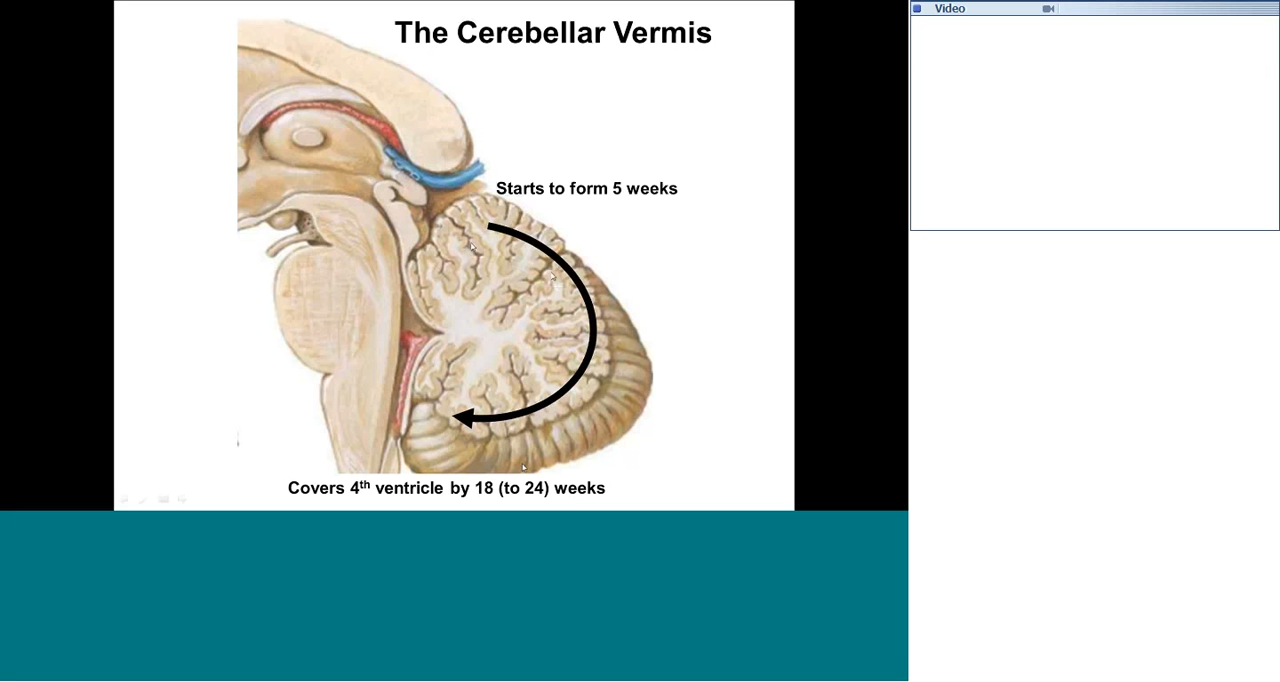 The Cerebellar Vermis
Video
Starts to form 5 weeks
Covers 4th ventricle by 18 (to 24) weeks